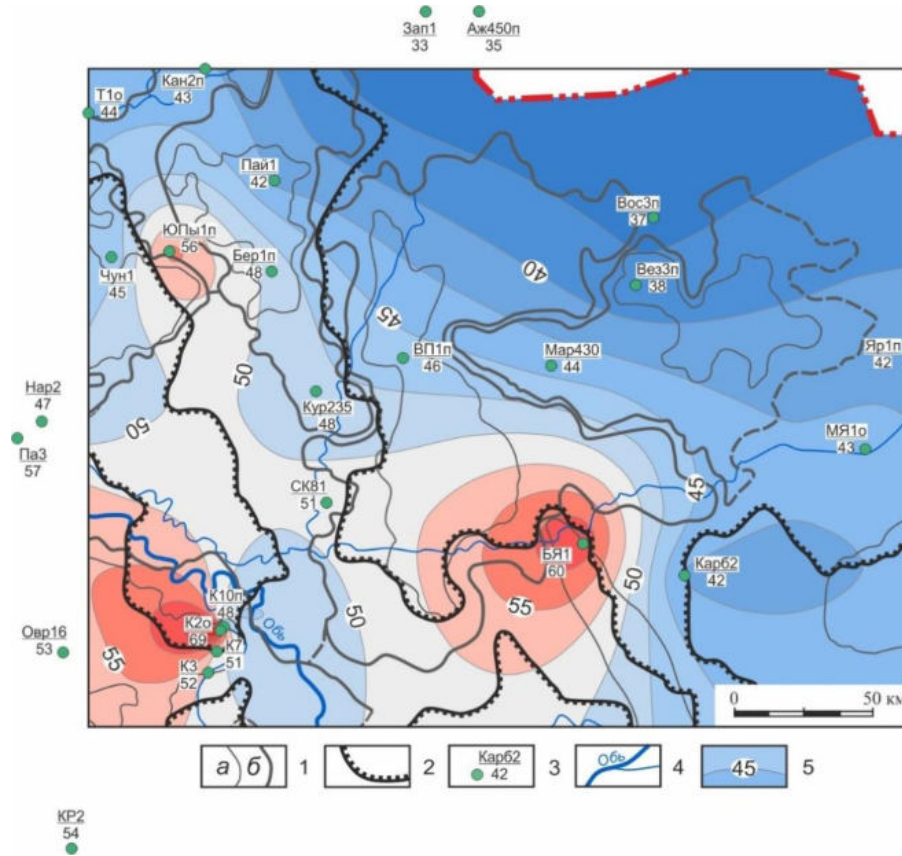 Зап1
33
Аж450п
35
Кан2п
43
Т1о
44
Пай1
42
Вос3п
37
ЮПы1п
56
Чун1
45
Бер1п
48
40
Вез3п
38
45
ВП1п
46
Мар430
44
Яр1п
42
50
Нар2
47
Кур235
48
50
Па3
57
МЯ1о
43
СК81
51
45
БЯ1
60
Карб2
42
50
К10п
48
Обь
50
55
К2о
69
К7
51
Овр16
53
55
К3
52
0 50 км
а б 1 2 Карб2
42 3 Обь 4 45 5
КР2
54